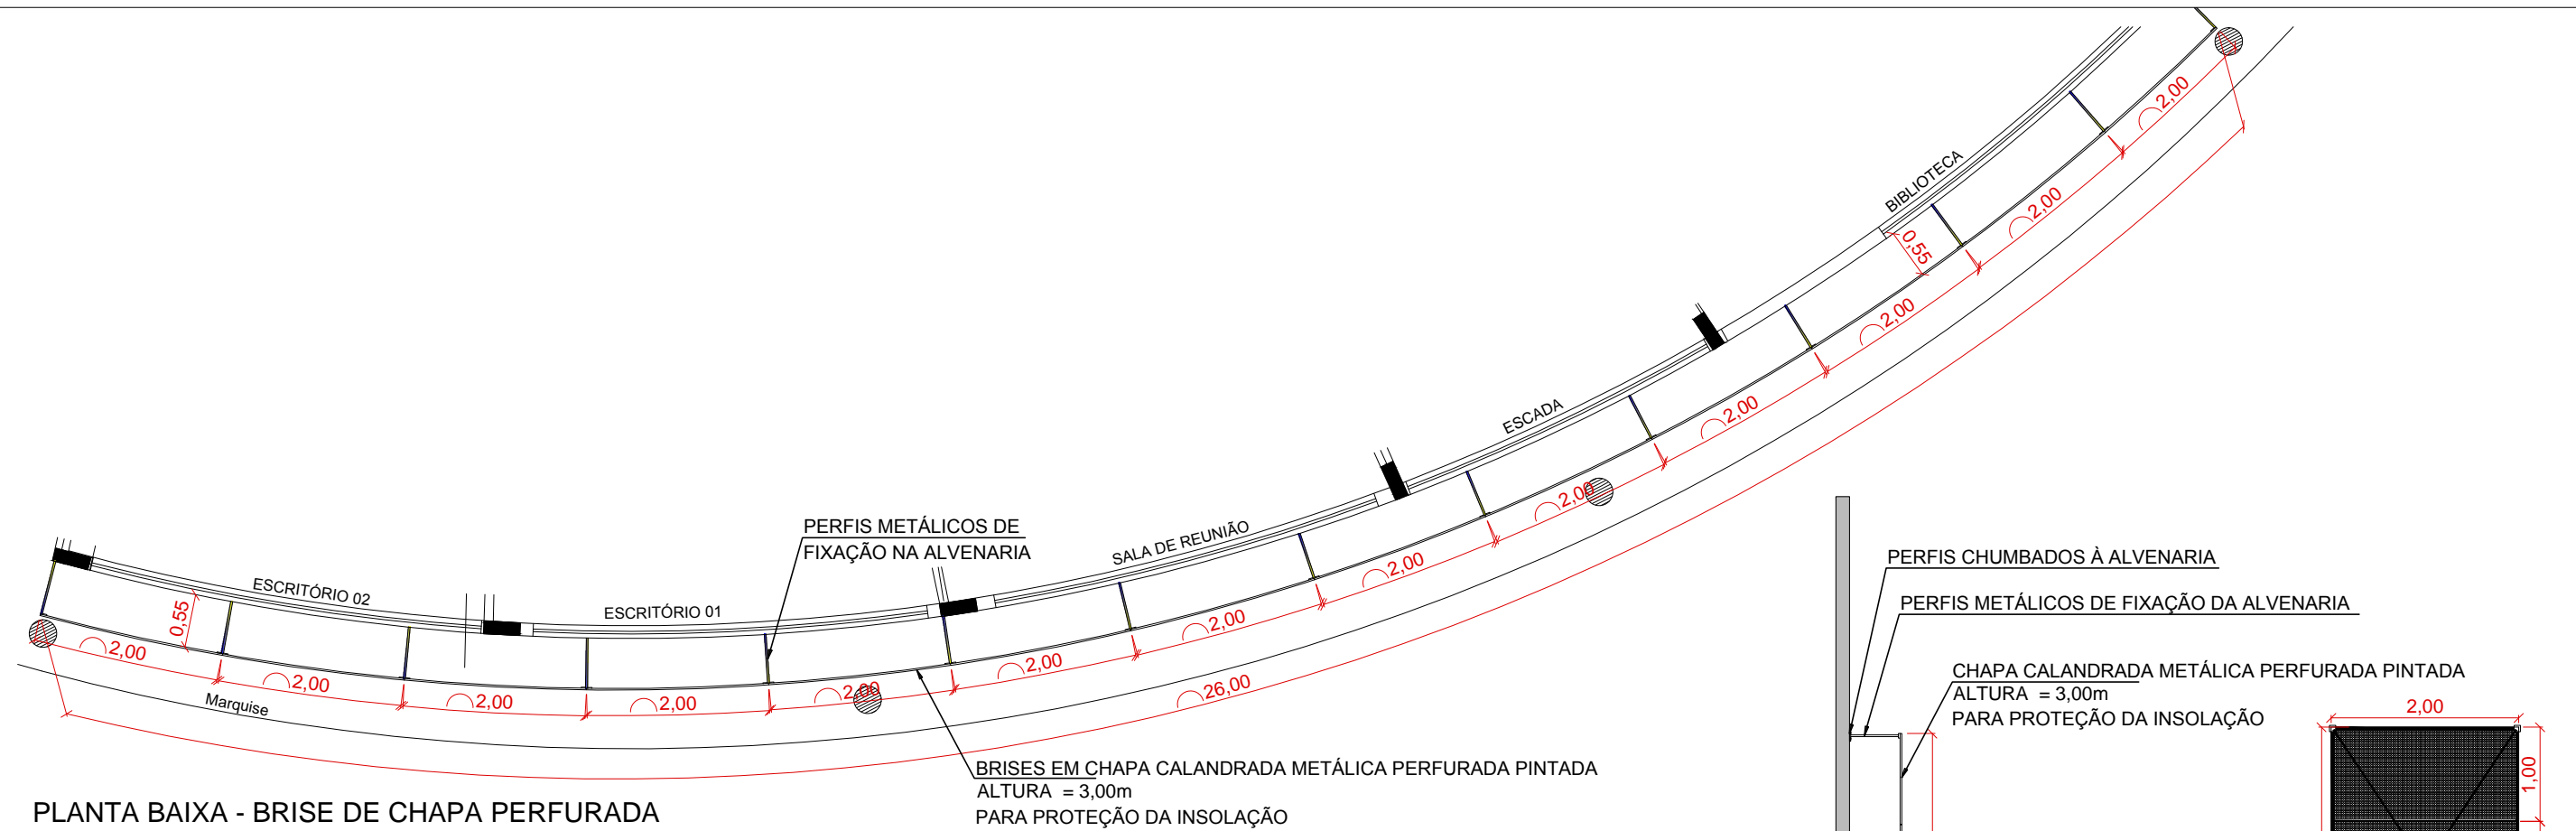 2,00
BIBLIOTECA
2,00
0,55
2,00
ESCADA
2,00
2,00
PERFIS METÁLICOS DE
FIXAÇÃO NA ALVENARIA
SALA DE REUNIÃO
2,00
PERFIS CHUMBADOS À ALVENARIA
PERFIS METÁLICOS DE FIXAÇÃO DA ALVENARIA
ESCRITÓRIO 02
0,55
ESCRITÓRIO 01
2,00
2,00
2,00
2,00
2,00
2,00
2,00
26,00
Marquise
CHAPA CALANDRADA METÁLICA PERFURADA PINTADA
ALTURA = 3,00m
PARA PROTEÇÃO DA INSOLAÇÃO
2,00
1,00
BRISES EM CHAPA CALANDRADA METÁLICA PERFURADA PINTADA
ALTURA = 3,00m
PARA PROTEÇÃO DA INSOLAÇÃO
PLANTA BAIXA - BRISE DE CHAPA PERFURADA